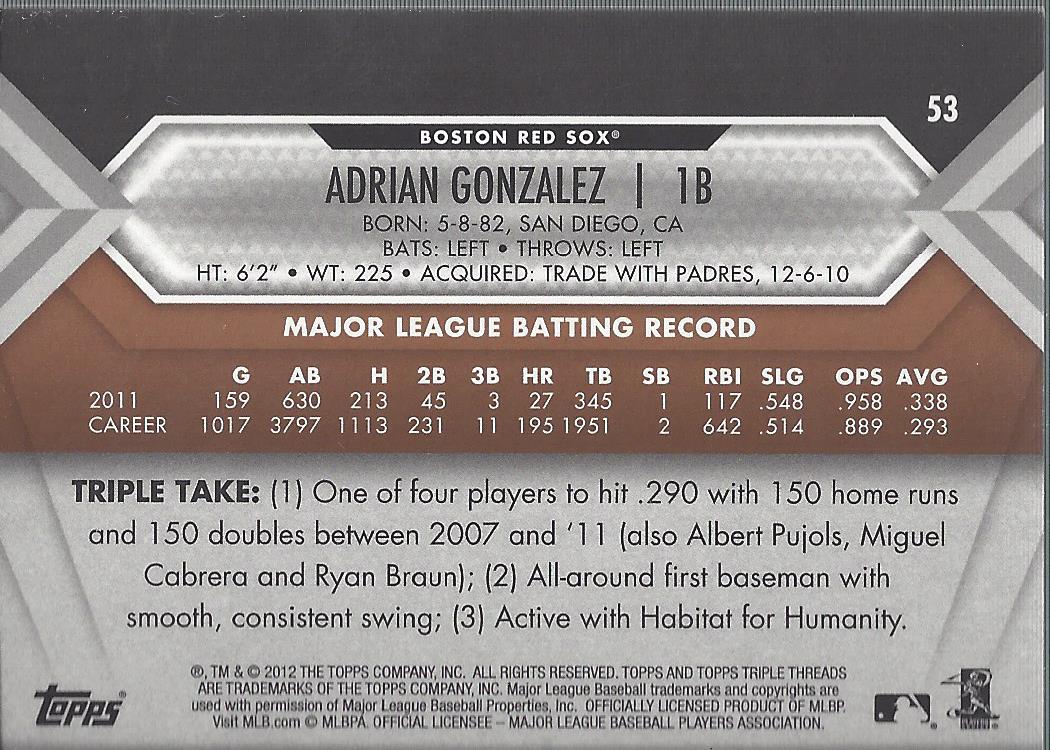 53
BOSTON RED SOX®
ADRIAN GONZALEZ | 1B
BORN: 5-8-82, SAN DIEGO, CA
BATS: LEFT • THROWS: LEFT
HT: 6'2" • WT: 225 • ACQUIRED: TRADE WITH PADRES, 12-6-10
MAJOR LEAGUE BATTING RECORD
G AB H 2B 3B HR TB SB RBI SLG OPS AVG
2011 159 630 213 45 3 27 345 1 117 .548 .958 .338
CAREER 1017 3797 1113 231 11 195 1951 2 642 .514 .889 .293
TRIPLE TAKE: (1) One of four players to hit .290 with 150 home runs
and 150 doubles between 2007 and '11 (also Albert Pujols, Miguel
Cabrera and Ryan Braun); (2) All-around first baseman with
smooth, consistent swing; (3) Active with Habitat for Humanity.
®, TM & © 2012 THE TOPPS COMPANY, INC. ALL RIGHTS RESERVED. TOPPS AND TOPPS TRIPLE THREADS
ARE TRADEMARKS OF THE TOPPS COMPANY, INC. Major League Baseball trademarks and copyrights are
used with permission of Major League Baseball Properties, Inc. OFFICIALLY LICENSED PRODUCT OF MLBP.
Visit MLB.com © MLBPA. OFFICIAL LICENSEE – MAJOR LEAGUE BASEBALL PLAYERS ASSOCIATION.
Topps®